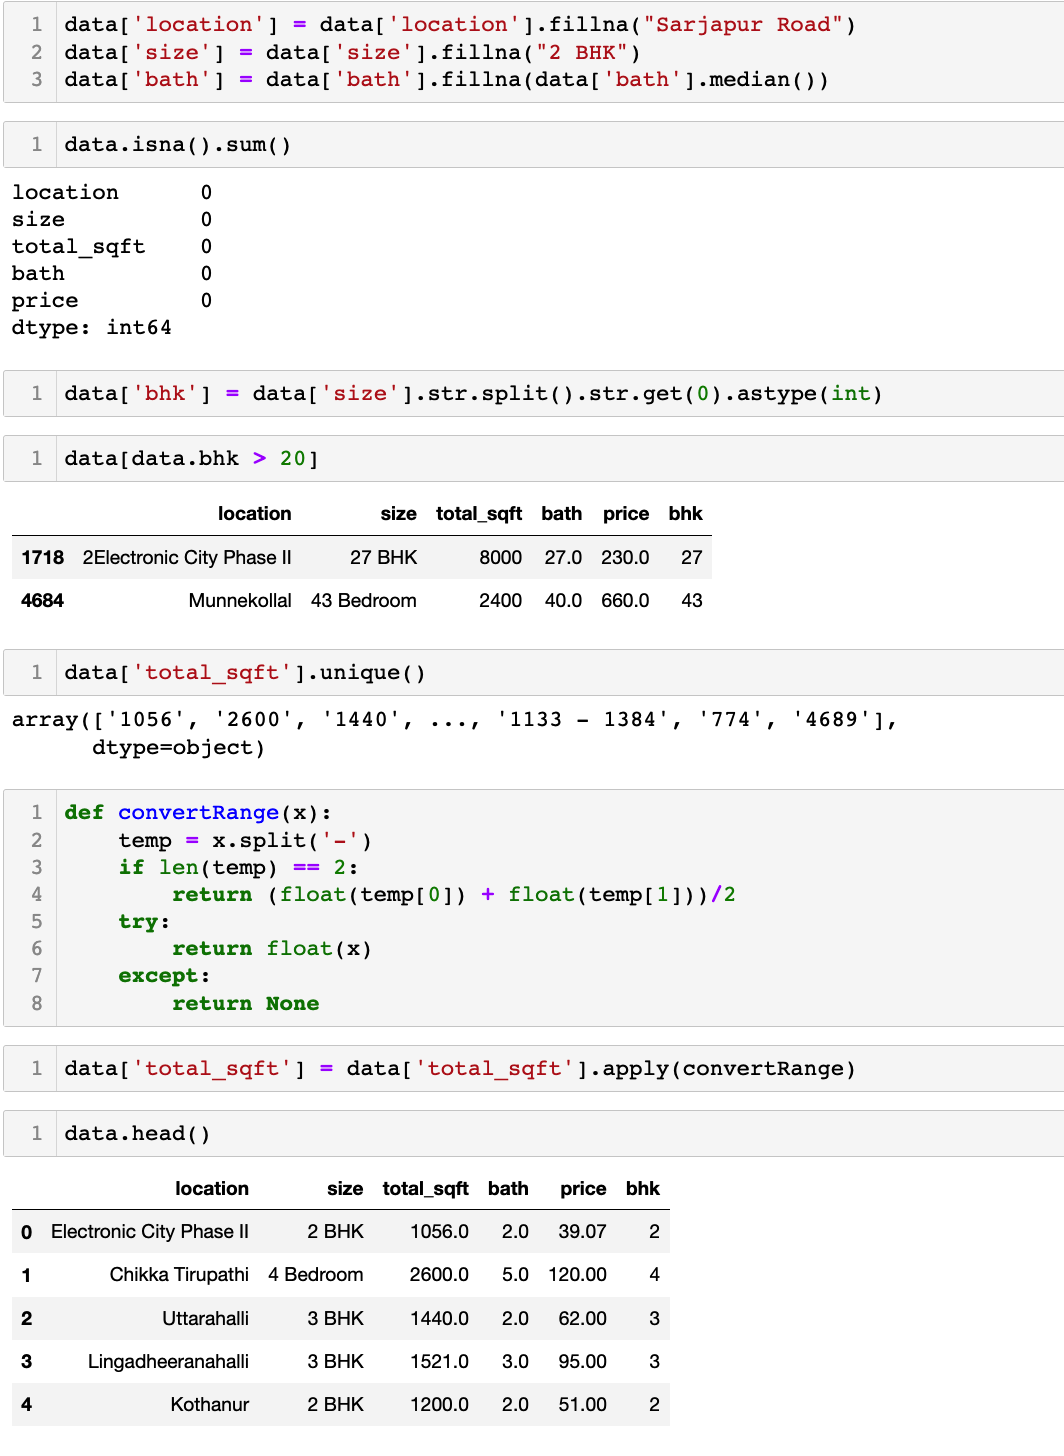 1 data['location'] = data['location'].fillna("Sarjapur Road")
2 data['size'] = data['size'].fillna("2 BHK")
3 data['bath'] = data['bath'].fillna(data['bath'].median())
1 data.isna().sum()
location 0
size 0
total_sqft 0
bath 0
price 0
dtype: int64
1 data['bhk'] = data['size'].str.split().str.get(0).astype(int)
1 data[data.bhk > 20]
location size total_sqft bath price bhk
1718 2Electronic City Phase II 27 BHK 8000 27.0 230.0 27
4684 Munnekollal 43 Bedroom 2400 40.0 660.0 43
1 data['total_sqft'].unique()
array(['1056', '2600', '1440', ..., '1133 - 1384', '774', '4689'],
dtype=object)
1 def convertRange(x):
2 temp = x.split('-')
3 if len(temp) == 2:
4 return (float(temp[0]) + float(temp[1]))/2
5 try:
6 return float(x)
7 except:
8 return None
1 data['total_sqft'] = data['total_sqft'].apply(convertRange)
1 data.head()
location size total_sqft bath price bhk
0 Electronic City Phase II 2 BHK 1056.0 2.0 39.07 2
1 Chikka Tirupathi 4 Bedroom 2600.0 5.0 120.00 4
2 Uttarahalli 3 BHK 1440.0 2.0 62.00 3
3 Lingadheeranahalli 3 BHK 1521.0 3.0 95.00 3
4 Kothanur 2 BHK 1200.0 2.0 51.00 2